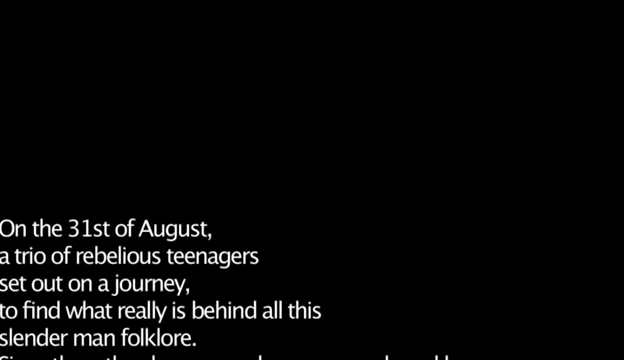 On the 31st of August,
a trio of rebelious teenagers
set out on a journey,
to find what really is behind all this
slender man folklore.